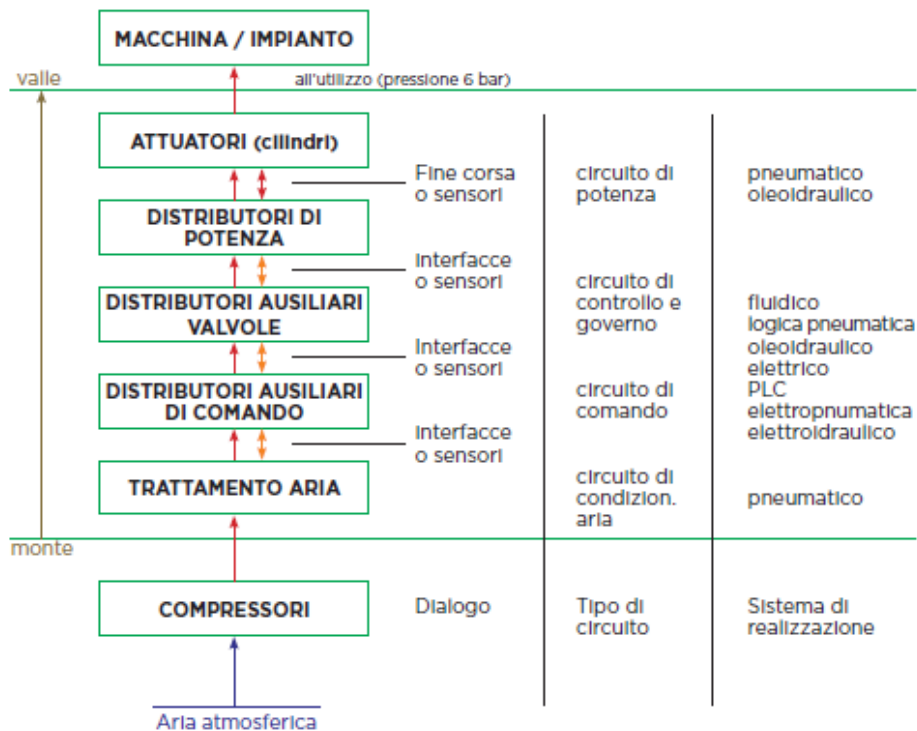 MACCHINA / IMPIANTO
valle
all'utilizzo (pressione 6 bar)
ATTUATORI (cilindri)
Fine corsa
o sensori
circuito di
potenza
pneumatico
oleoidraulico
DISTRIBUTORI DI
POTENZA
Interfacce
o sensori
circuito di
controllo e
governo
DISTRIBUTORI AUSILIARI
VALVOLE
fluidico
logica pneumatica
oleoidraulico
elettrico
PLC
elettropnumatica
elettroidraulico
Interfacce
o sensori
DISTRIBUTORI AUSILIARI
DI COMANDO
circuito di
comando
Interfacce
o sensori
TRATTAMENTO ARIA
circuito di
condizion.
aria
pneumatico
monte
COMPRESSORI
Dialogo
Tipo di
circuito
Sistema di
realizzazione
Aria atmosferica